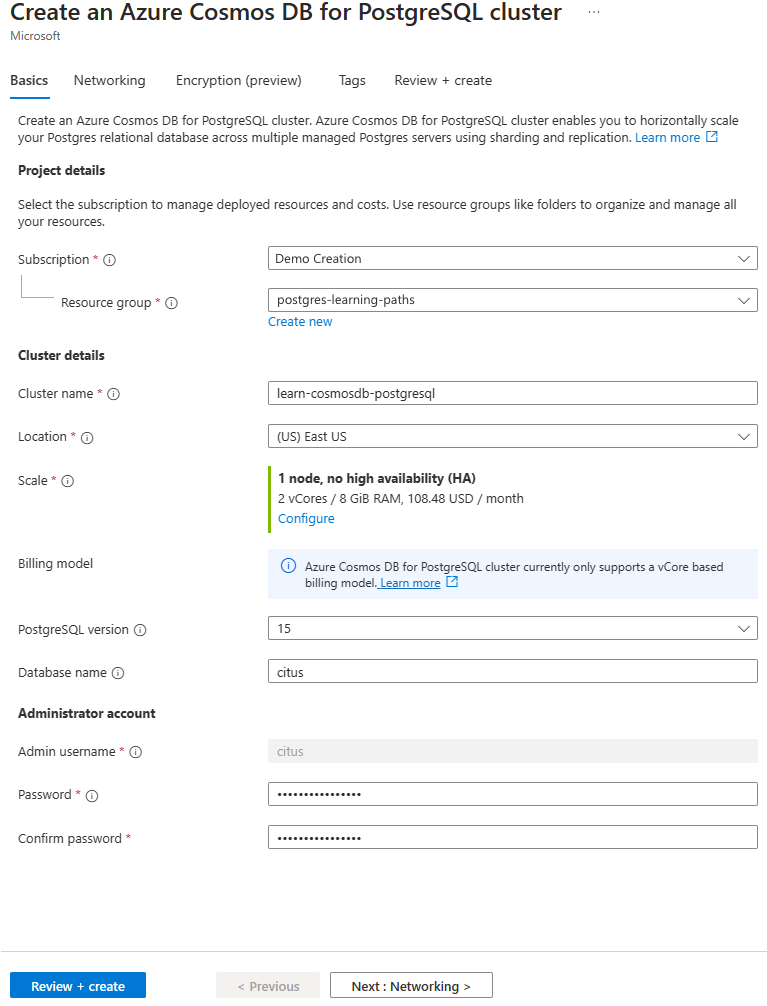 Create an Azure Cosmos DB for PostgreSQL cluster ...
Microsoft
Basics Networking Encryption (preview) Tags Review + create
Create an Azure Cosmos DB for PostgreSQL cluster. Azure Cosmos DB for PostgreSQL cluster enables you to horizontally scale
your Postgres relational database across multiple managed Postgres servers using sharding and replication. Learn more
Project details
Select the subscription to manage deployed resources and costs. Use resource groups like folders to organize and manage all
your resources.
Subscription * Demo Creation
Resource group * postgres-learning-paths
Create new
Cluster details
Cluster name * learn-cosmosdb-postgresql
Location * (US) East US
Scale * 1 node, no high availability (HA)
2 vCores / 8 GiB RAM, 108.48 USD / month
Configure
Billing model Azure Cosmos DB for PostgreSQL cluster currently only supports a vCore based
billing model. Learn more
PostgreSQL version 15
Database name citus
Administrator account
Admin username * citus
Password * ••••••••••••••••
Confirm password * ••••••••••••••••
Review + create < Previous Next : Networking >